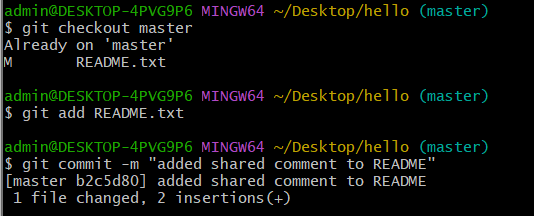 admin@DESKTOP-4PVG9P6 MINGW64 ~/Desktop/hello (master)
$ git checkout master
Already on 'master'
M       README.txt
admin@DESKTOP-4PVG9P6 MINGW64 ~/Desktop/hello (master)
$ git add README.txt
admin@DESKTOP-4PVG9P6 MINGW64 ~/Desktop/hello (master)
$ git commit -m "added shared comment to README"
[master b2c5d80] added shared comment to README
 1 file changed, 2 insertions(+)